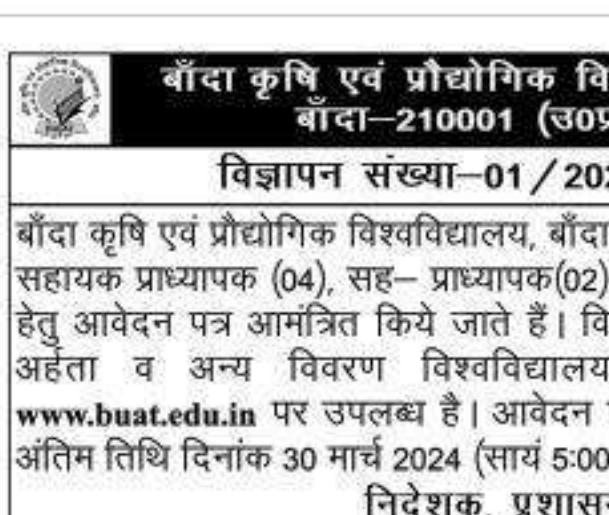 बाँदा कृषि एवं प्रौद्योगिक वि
बाँदा–210001 (उ0प्र
विज्ञापन संख्या–01/202
बाँदा कृषि एवं प्रौद्योगिक विश्वविद्यालय, बाँदा
सहायक प्राध्यापक (04), सह– प्राध्यापक(02)
हेतु आवेदन पत्र आमंत्रित किये जाते हैं। वि
अर्हता व अन्य विवरण विश्वविद्यालय
www.buat.edu.in पर उपलब्ध है। आवेदन
अंतिम तिथि दिनांक 30 मार्च 2024 (सायं 5:00
निदेशक, प्रशासन